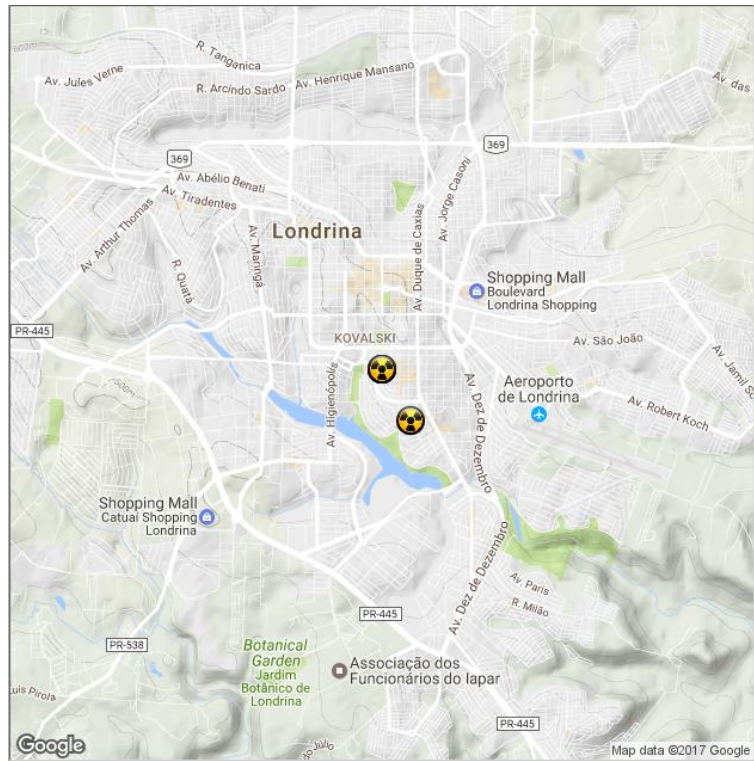 R. Tanganica
Av. Jules Verne
Av. Henrique Mansano
R. Arcindo Sardo
Av. das
369
369
Av. Abélio Benati
Av. Tiradentes
Av. Arthur Thomas
Av. Maringá
R. Quatá
Londrina
Av. Duque de Caxias
Av. Jorge Casoni
Shopping Mall
Boulevard
Londrina Shopping
PR-445
KOVALSKI
Av. São João
Av. Jamil
Av. Higienópolis
Av. Dez de Dezembro
Aeroporto
de Londrina
Av. Robert Koch
Shopping Mall
Catuaí Shopping
Londrina
Av. Dez de Dezembro
Av. Paris
R. Milão
PR-445
PR-538
Botanical
Garden
Jardim
Botânico de
Londrina
Associação dos
Funcionários do Iapar
uis Pirola
PR-445
do Júlio
Google
Map data ©2017 Google